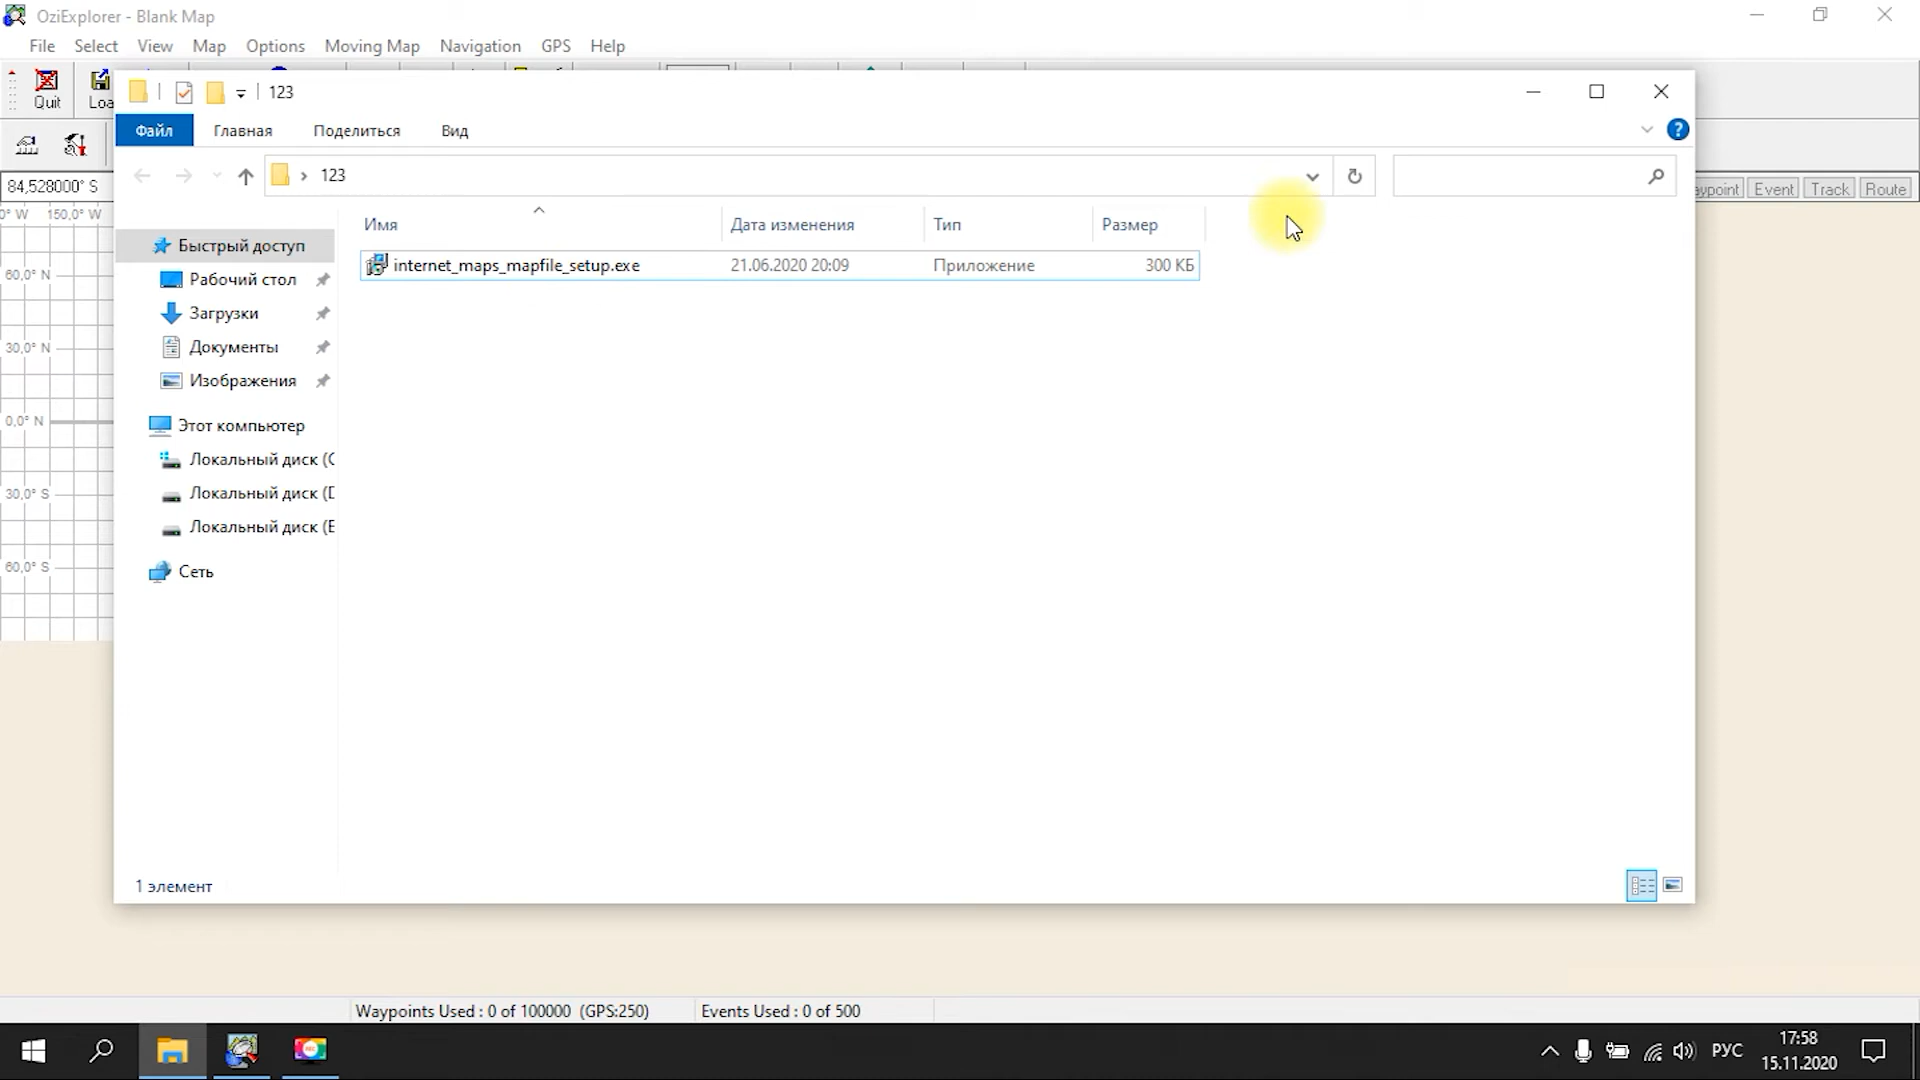 OziExplorer - Blank Map
File Select View Map Options Moving Map Navigation GPS Help
Quit
Loa
123
Файл Главная Поделиться Вид
123
84,528000° S
Event Track Route
0° W 150,0° W
Имя Дата изменения Тип Размер
internet_maps_mapfile_setup.exe 21.06.2020 20:09 Приложение 300 КБ
Быстрый доступ
Рабочий стол
Загрузки
Документы
Изображения
Этот компьютер
Локальный диск (C
Локальный диск (D
Локальный диск (E
Сеть
60,0° N
30,0° N
0,0° N
30,0° S
60,0° S
1 элемент
Waypoints Used : 0 of 100000 (GPS:250) Events Used : 0 of 500
РУС
17:58
15.11.2020